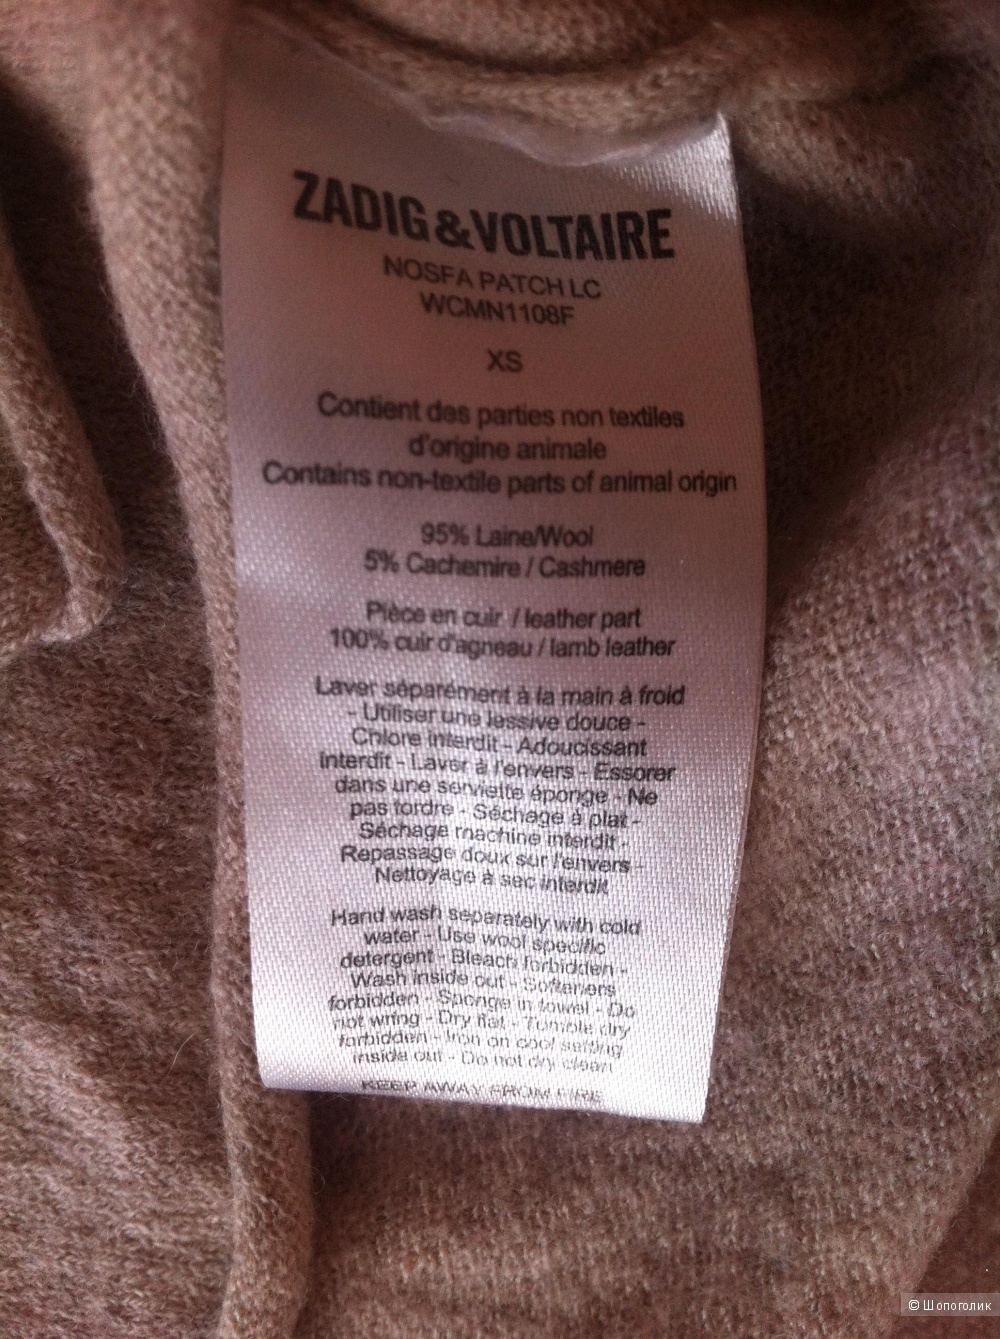 ZADIG&VOLTAIRE
NOSFA PATCH LC
WCMN1108F
XS
Contient des parties non textiles
d'origine animale
Contains non-textile parts of animal origin
95% Laine/Wool
5% Cachemire / Cashmere
Pièce en cuir / leather part
100% cuir d'agneau / lamb leather
Laver séparément à la main à froid
- Utiliser une lessive douce -
Chlore interdit - Adoucissant
interdit - Laver à l'envers - Essorer
dans une serviette éponge - Ne
pas tordre - Séchage à plat -
Séchage machine interdit -
Repassage doux sur l'envers -
Nettoyage à sec interdit
Hand wash separately with cold
water - Use wool specific
detergent - Bleach forbidden -
Wash inside out - Softeners
forbidden - Sponge in towel - Do
not wring - Dry flat - Tumble dry
forbidden - Iron on cool setting
inside out - Do not dry clean
KEEP AWAY FROM FIRE
© Шопоголик